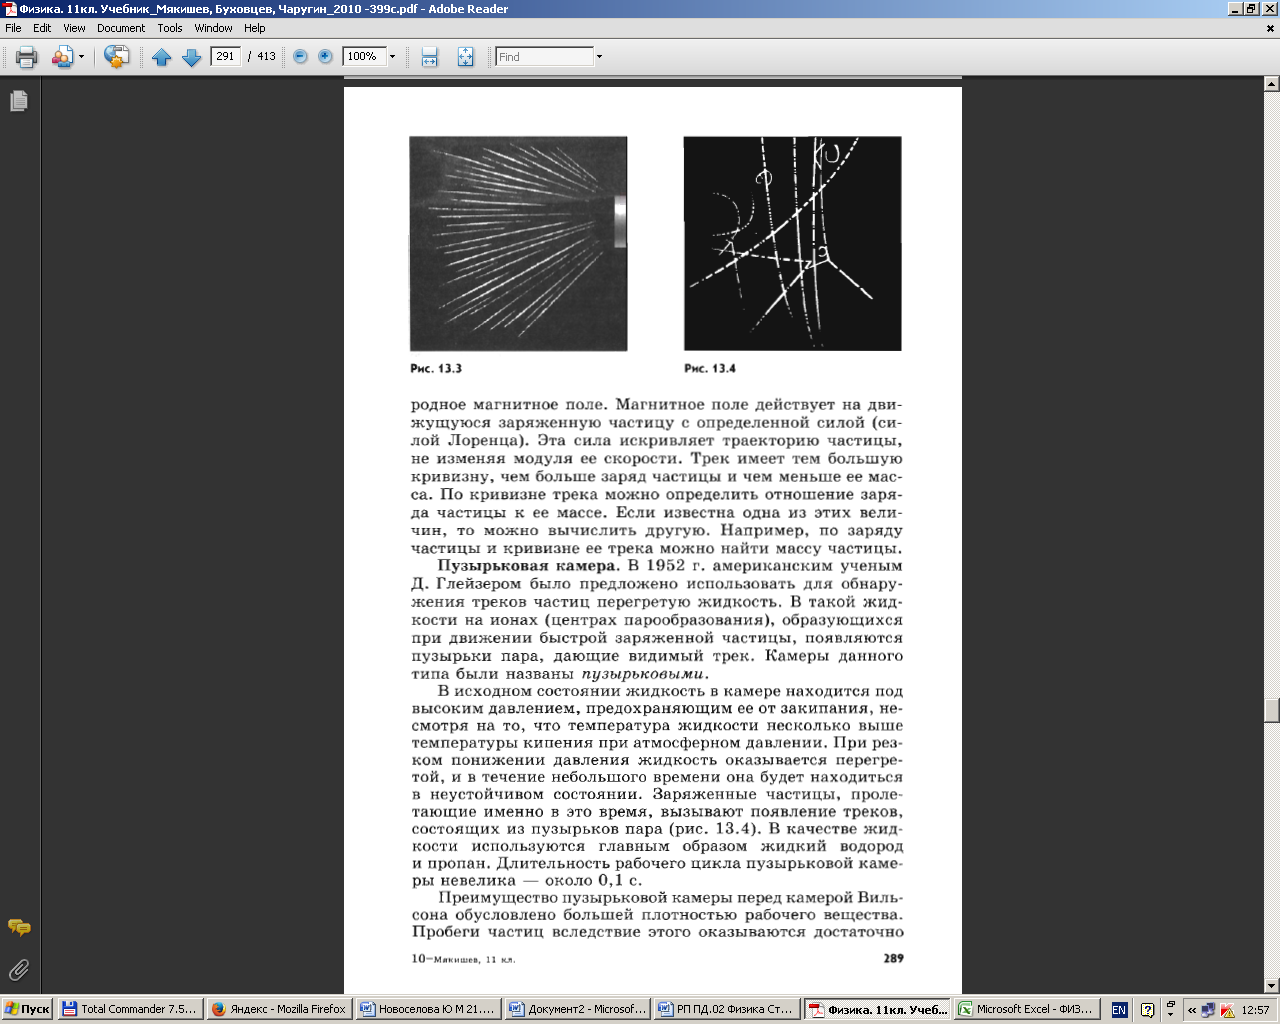 Физика. 11кл. Учебник_Мякишев, Буховцев, Чаругин_2010 -399с.pdf - Adobe Reader
File Edit View Document Tools Window Help
291 / 413 100% Find
Рис. 13.3
Рис. 13.4
родное магнитное поле. Магнитное поле действует на дви-
жущуюся заряженную частицу с определенной силой (си-
лой Лоренца). Эта сила искривляет траекторию частицы,
не изменяя модуля ее скорости. Трек имеет тем большую
кривизну, чем больше заряд частицы и чем меньше ее мас-
са. По кривизне трека можно определить отношение заря-
да частицы к ее массе. Если известна одна из этих вели-
чин, то можно вычислить другую. Например, по заряду
частицы и кривизне ее трека можно найти массу частицы.
Пузырьковая камера. В 1952 г. американским ученым
Д. Глейзером было предложено использовать для обнару-
жения треков частиц перегретую жидкость. В такой жид-
кости на ионах (центрах парообразования), образующихся
при движении быстрой заряженной частицы, появляются
пузырьки пара, дающие видимый трек. Камеры данного
типа были названы пузырьковыми.
В исходном состоянии жидкость в камере находится под
высоким давлением, предохраняющим ее от закипания, не-
смотря на то, что температура жидкости несколько выше
температуры кипения при атмосферном давлении. При рез-
ком понижении давления жидкость оказывается перегре-
той, и в течение небольшого времени она будет находиться
в неустойчивом состоянии. Заряженные частицы, проле-
тающие именно в это время, вызывают появление треков,
состоящих из пузырьков пара (рис. 13.4). В качестве жид-
кости используются главным образом жидкий водород
и пропан. Длительность рабочего цикла пузырьковой каме-
ры невелика — около 0,1 с.
Преимущество пузырьковой камеры перед камерой Виль-
сона обусловлено большей плотностью рабочего вещества.
Пробеги частиц вследствие этого оказываются достаточно
10—Мякишев, 11 кл.
289
Пуск Total Commander 7.5... Яндекс - Mozilla Firefox Новоселова Ю М 21.... Документ2 - Microsof... РП ПД.02 Физика Ст... Физика. 11кл. Учеб... Microsoft Excel - ФИЗ... EN « 12:57